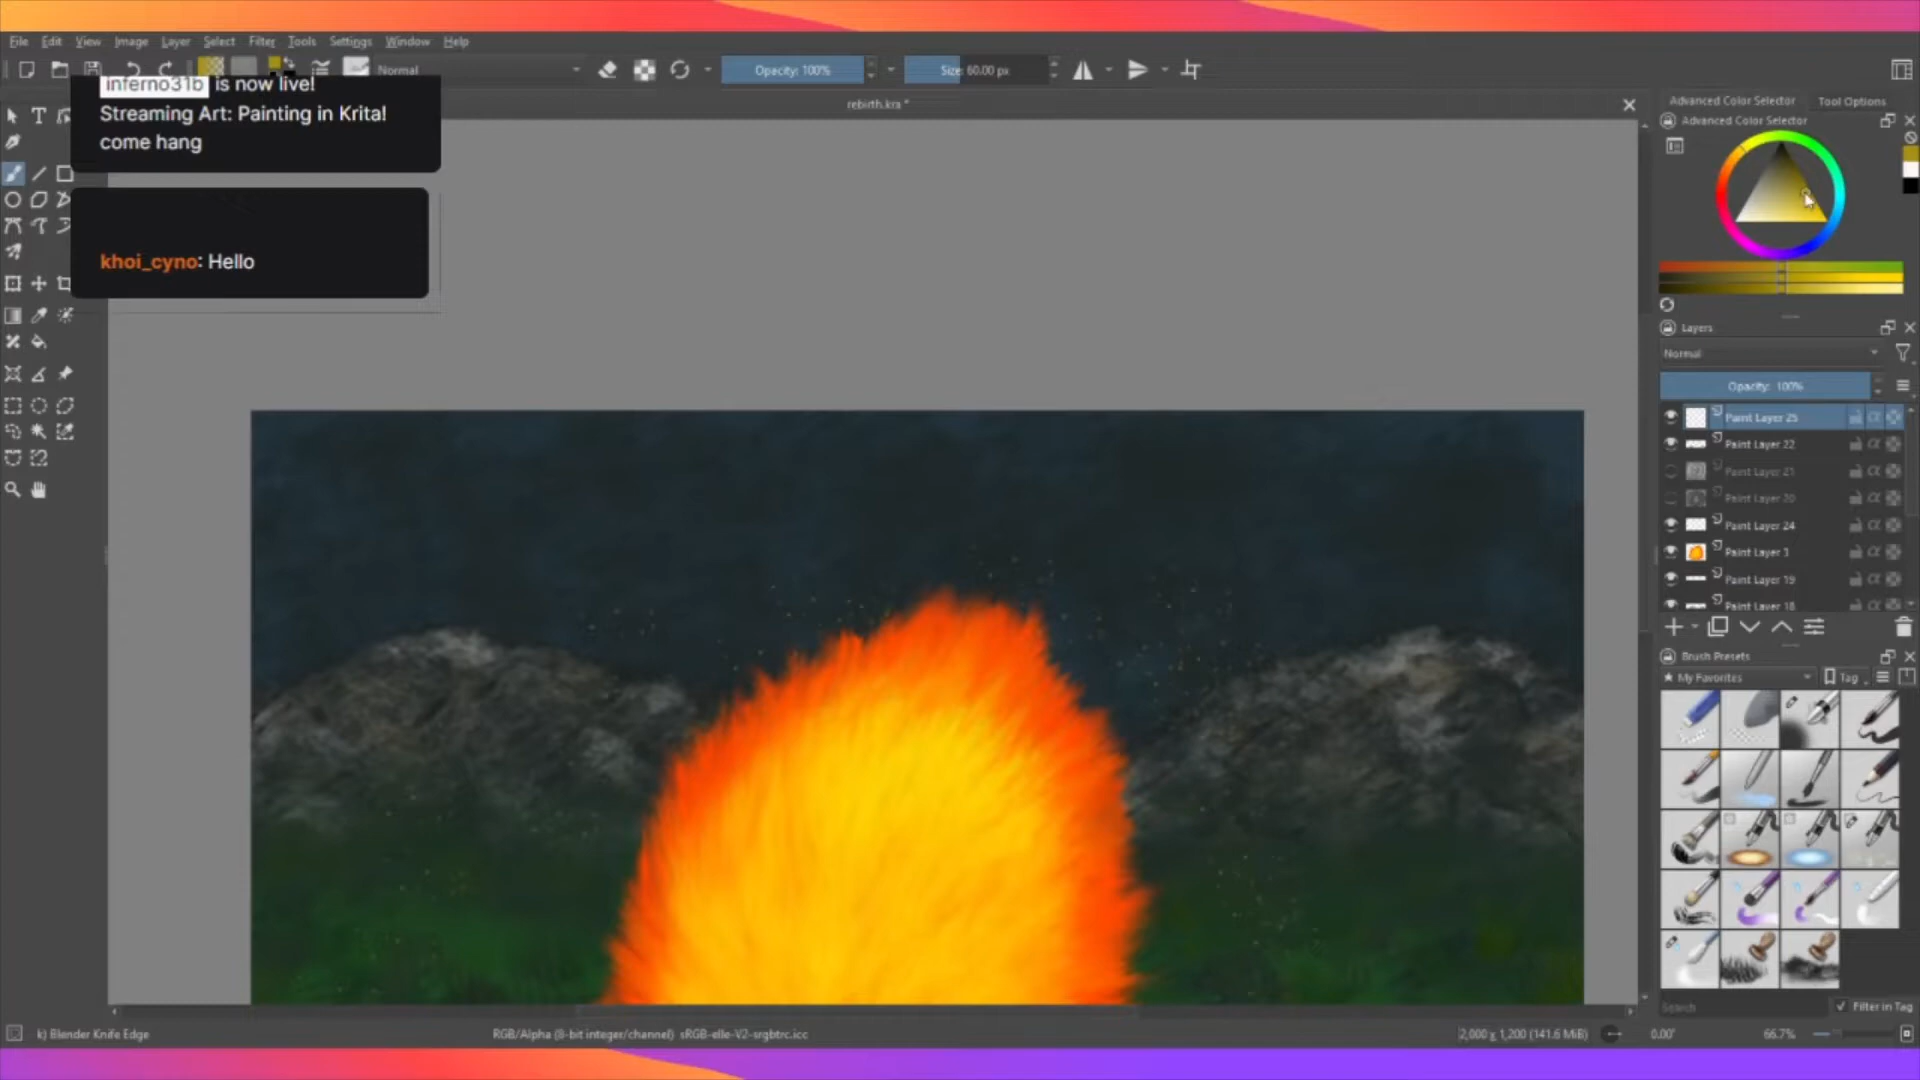 File Edit View Image Layer Select Filter Tools Settings Window Help
Normal
Opacity: 100%
Size: 60.00 px
inferno31b is now live!
Streaming Art: Painting in Krita!
come hang
khoi_cyno: Hello
rebirth.kra *
Advanced Color Selector Tool Options
Advanced Color Selector
Layers
Normal
Opacity: 100%
Paint Layer 25
Paint Layer 22
Paint Layer 21
Paint Layer 20
Paint Layer 24
Paint Layer 3
Paint Layer 19
Paint Layer 18
Brush Presets
My Favorites
Tag
Search
Filter in Tag
k) Blender Knife Edge
RGB/Alpha (8-bit integer/channel) sRGB-elle-V2-srgbtrc.icc
2,000 x 1,200 (141.6 MiB)
0.00°
66.7%